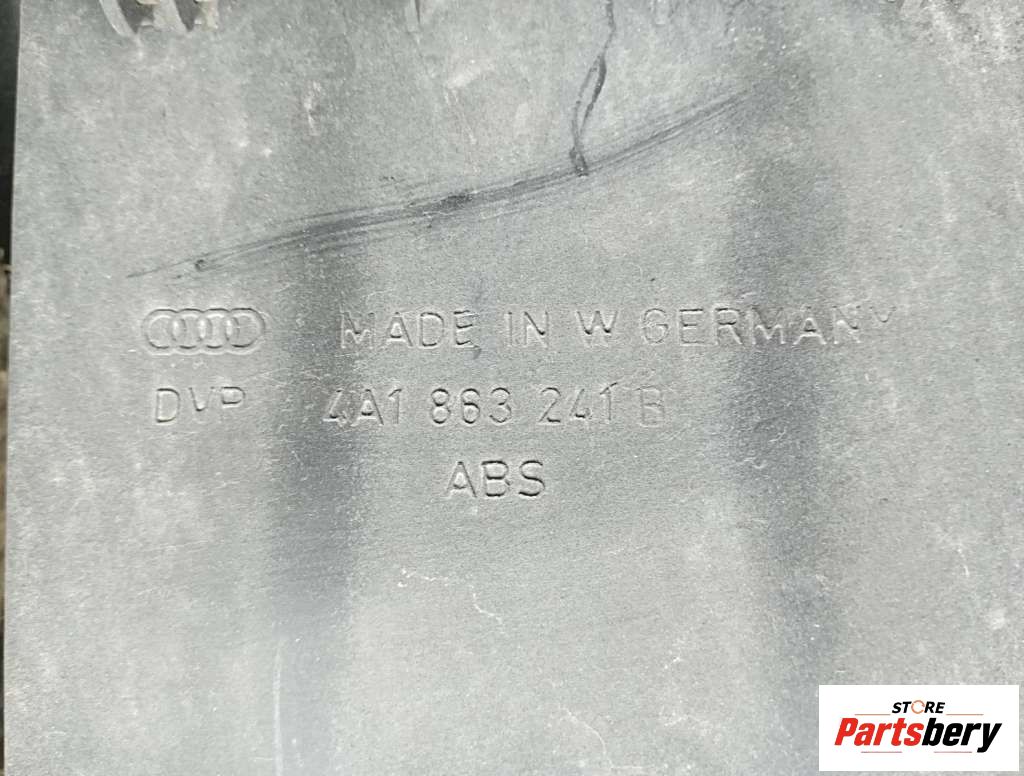 MADE IN W GERMANY
DVP 4A1 863 241 B
ABS
STORE
Partsbery